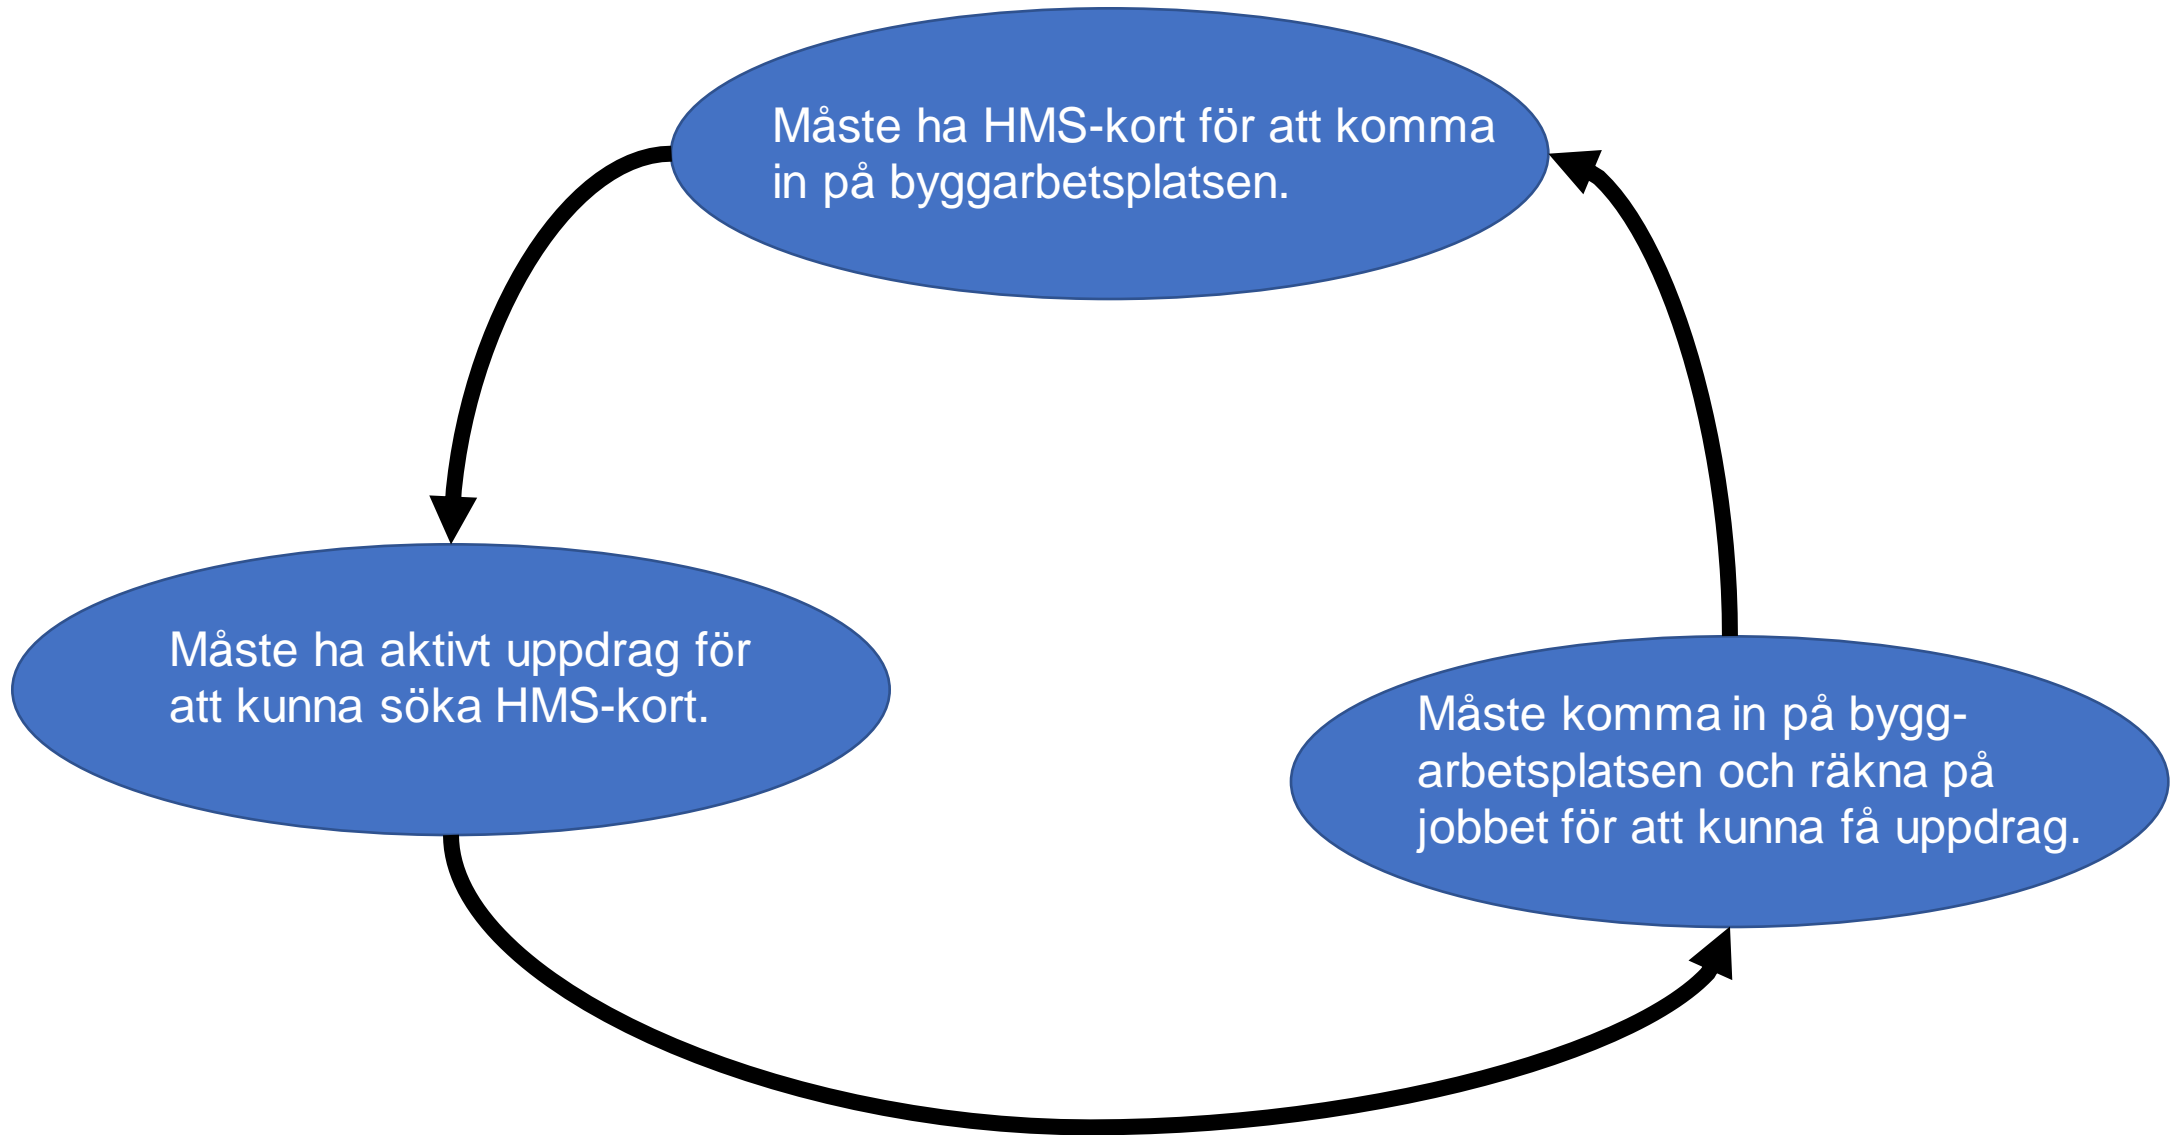 Måste ha HMS-kort för att komma
in på byggarbetsplatsen.
Måste ha aktivt uppdrag för
att kunna söka HMS-kort.
Måste komma in på bygg-
arbetsplatsen och räkna på
jobbet för att kunna få uppdrag.